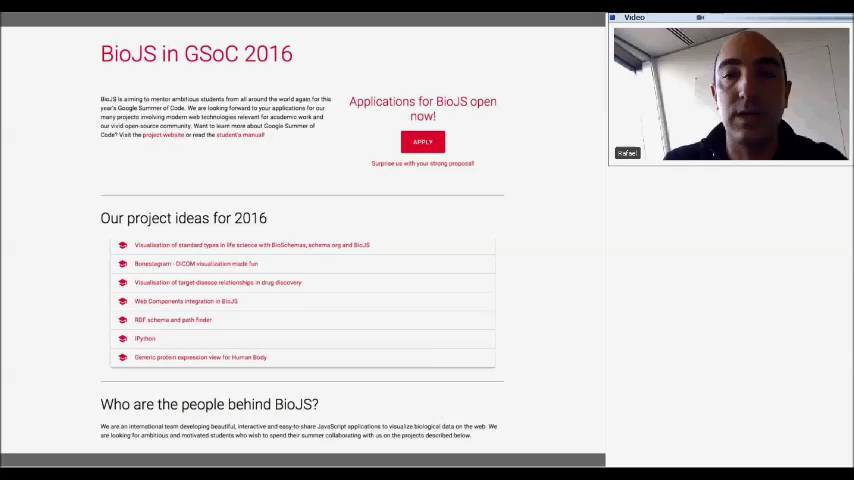 BioJS in GSoC 2016
BioJS is aiming to mentor ambitious students from all around the world again for this
year's Google Summer of Code. We are looking forward to your applications for our
many projects involving modern web technologies relevant for academic work and
our vivid open-source community. Want to learn more about Google Summer of
Code? Visit the project website or read the student's manual!
Applications for BioJS open
now!
APPLY
Surprise us with your strong proposal!
Our project ideas for 2016
Visualisation of standard types in life science with BioSchemas, schema.org and BioJS
Bonestagram - DICOM visualization made fun
Visualisation of target-disease relationships in drug discovery
Web Components integration in BioJS
RDF schema and path finder
IPython
Generic protein expression view for Human Body
Who are the people behind BioJS?
We are an international team developing beautiful, interactive and easy-to-share JavaScript applications to visualize biological data on the web. We
are looking for ambitious and motivated students who wish to spend their summer collaborating with us on the projects described below.
Video
Rafael